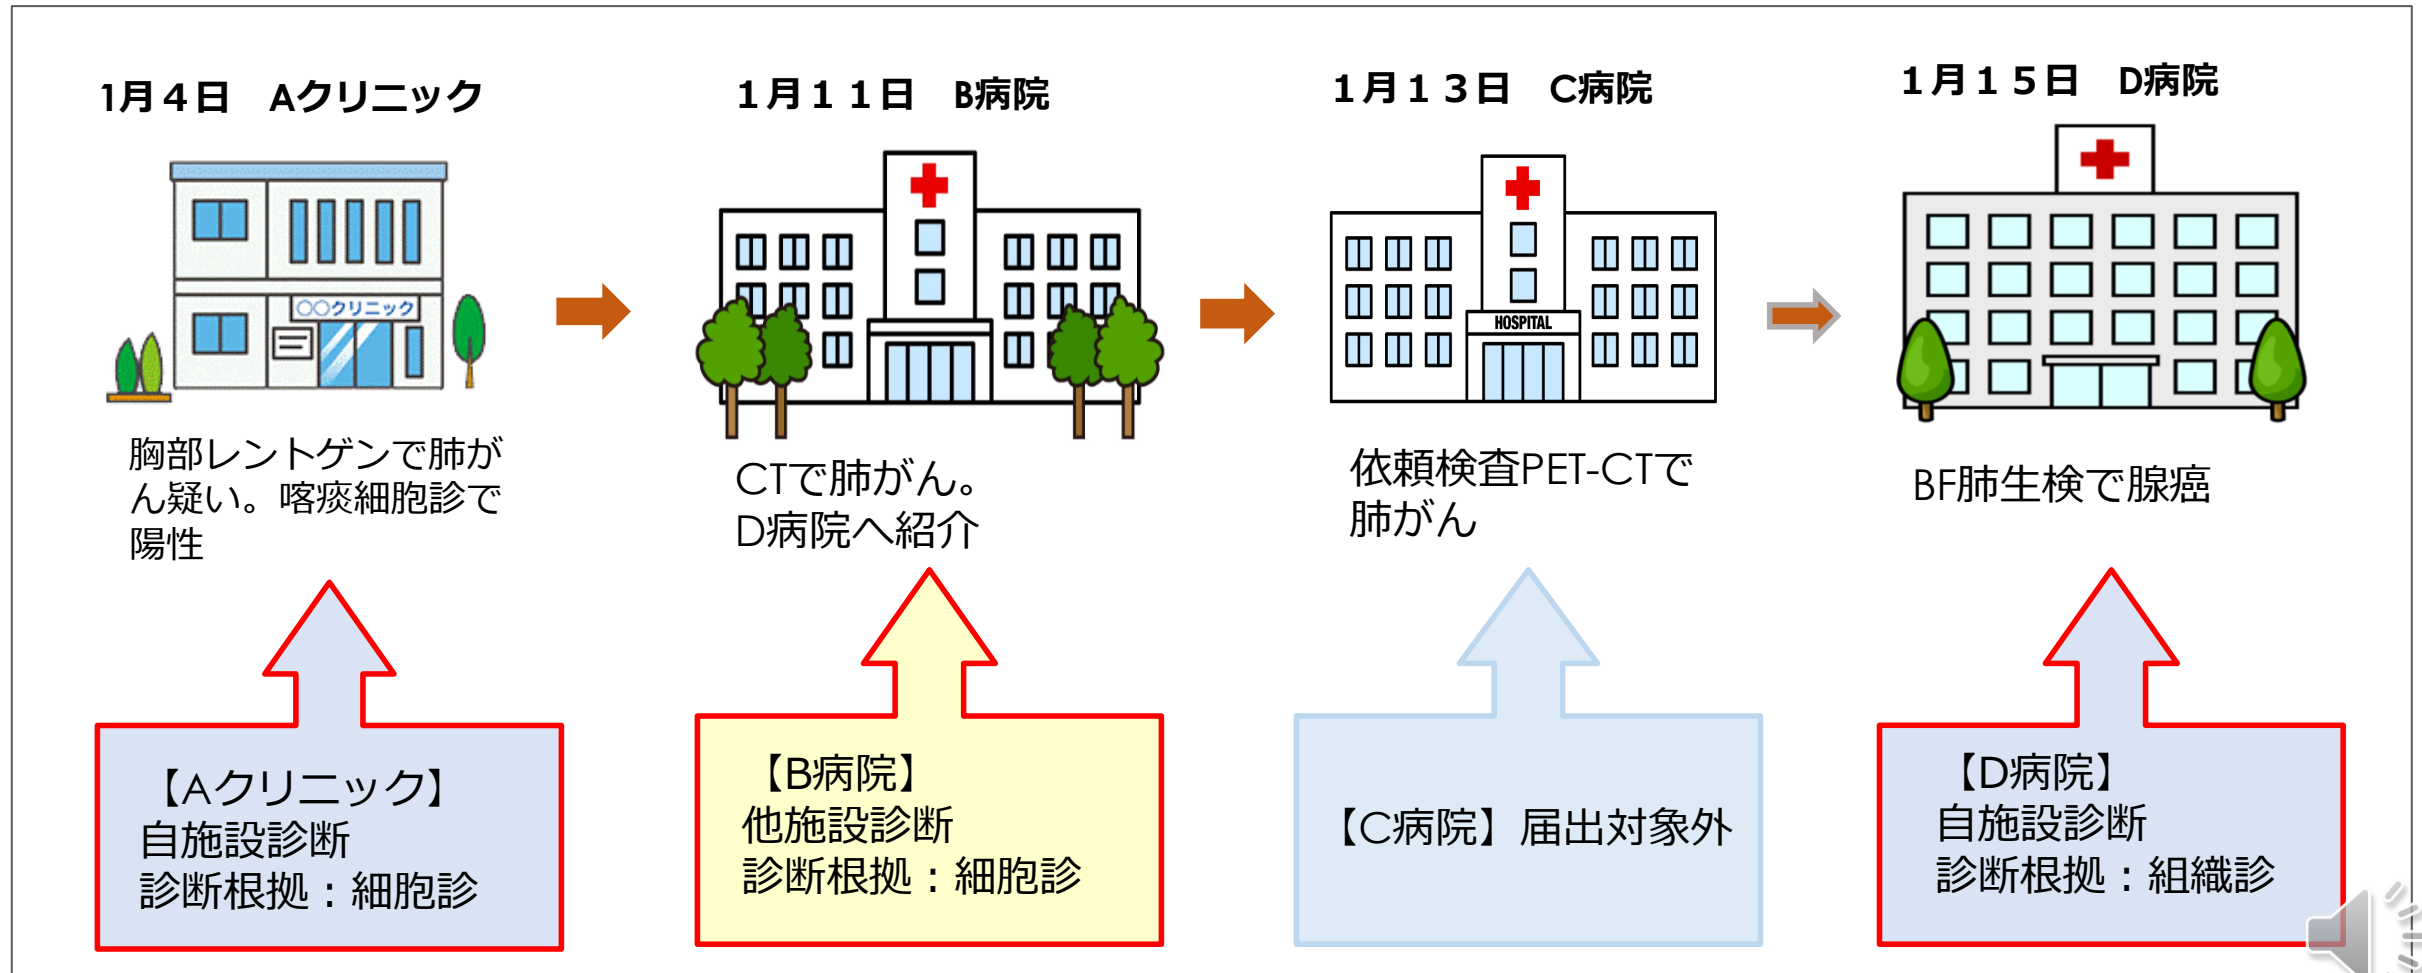 1月４日　Aクリニック
１月１１日　B病院
１月１３日　C病院
１月１５日　D病院
〇〇クリニック
HOSPITAL
胸部レントゲンで肺が
ん疑い。喀痰細胞診で
陽性
CTで肺がん。
D病院へ紹介
依頼検査PET-CTで
肺がん
BF肺生検で腺癌
【Aクリニック】
自施設診断
診断根拠：細胞診
【B病院】
他施設診断
診断根拠：細胞診
【C病院】届出対象外
【D病院】
自施設診断
診断根拠：組織診